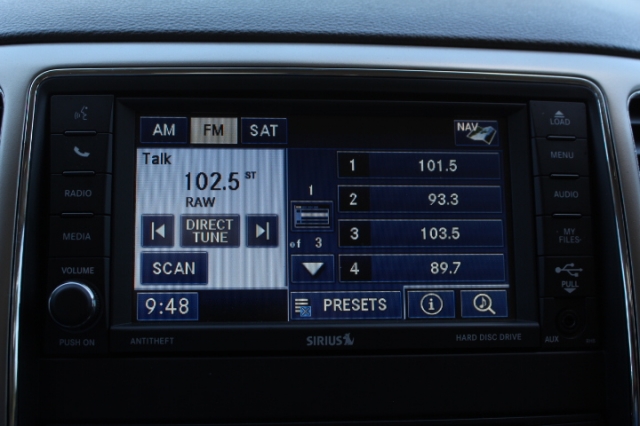 AM FM SAT NAV
LOAD
Talk
102.5 ST
RAW
DIRECT
TUNE
SCAN
9:48
1
of 3
1 101.5
2 93.3
3 103.5
4 89.7
PRESETS
RADIO
MEDIA
VOLUME
PUSH ON
MENU
AUDIO
MY
FILES
PULL
AUX
ANTITHEFT
SIRIUS
HARD DISC DRIVE